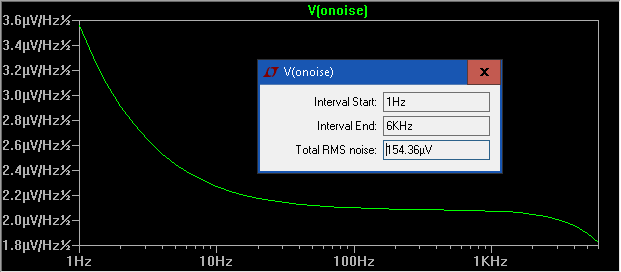 V(onoise)
3.6µV/Hz½
3.4µV/Hz½
3.2µV/Hz½
3.0µV/Hz½
2.8µV/Hz½
2.6µV/Hz½
2.4µV/Hz½
2.2µV/Hz½
2.0µV/Hz½
1.8µV/Hz½
1Hz 10Hz 100Hz 1KHz
V(onoise) x
Interval Start: 1Hz
Interval End: 6KHz
Total RMS noise: 154.36µV